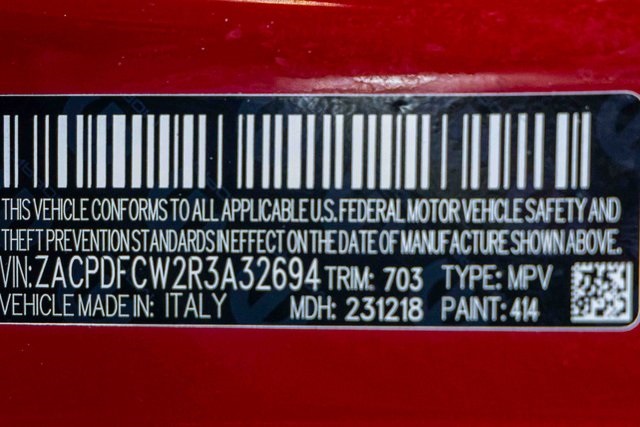 THIS VEHICLE CONFORMS TO ALL APPLICABLE U.S. FEDERAL MOTOR VEHICLE SAFETY AND
THEFT PREVENTION STANDARDS IN EFFECT ON THE DATE OF MANUFACTURE SHOWN ABOVE.
VIN: ZACPDFCW2R3A32694 TRIM: 703 TYPE: MPV
VEHICLE MADE IN: ITALY MDH: 231218 PAINT: 414